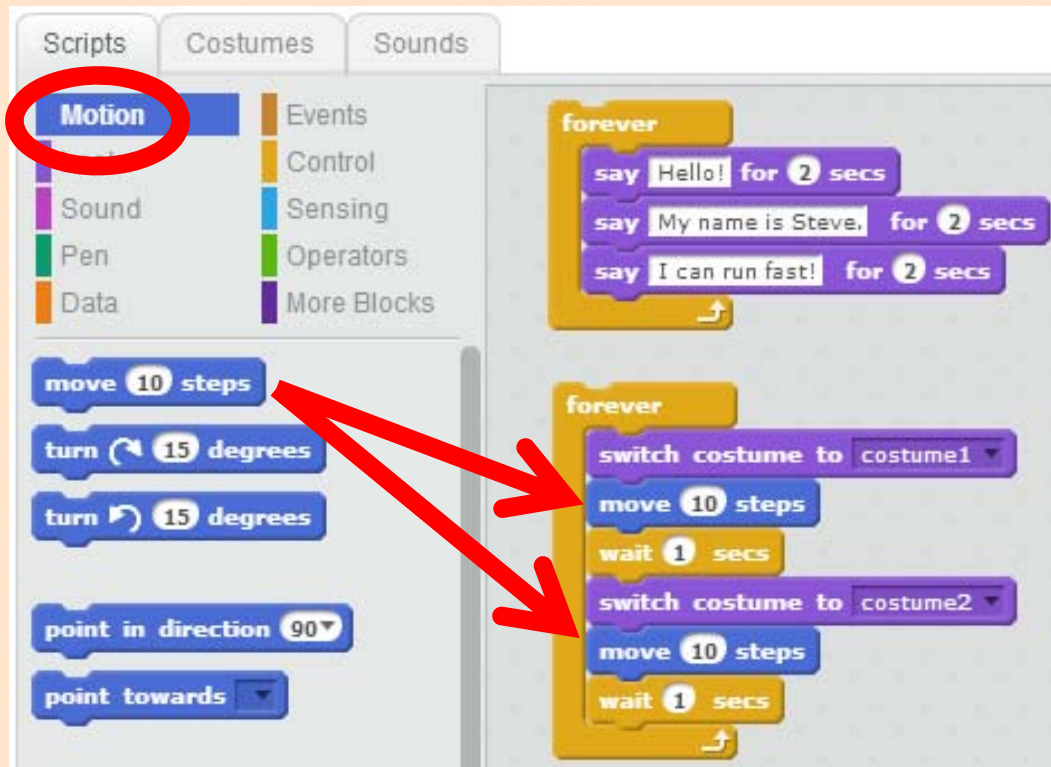 Scripts Costumes Sounds
Motion Events
Control
Sound Sensing
Pen Operators
Data More Blocks
move 10 steps
turn 15 degrees
turn 15 degrees
point in direction 90
point towards
forever
say Hello! for 2 secs
say My name is Steve. for 2 secs
say I can run fast! for 2 secs
forever
switch costume to costume1
move 10 steps
wait 1 secs
switch costume to costume2
move 10 steps
wait 1 secs